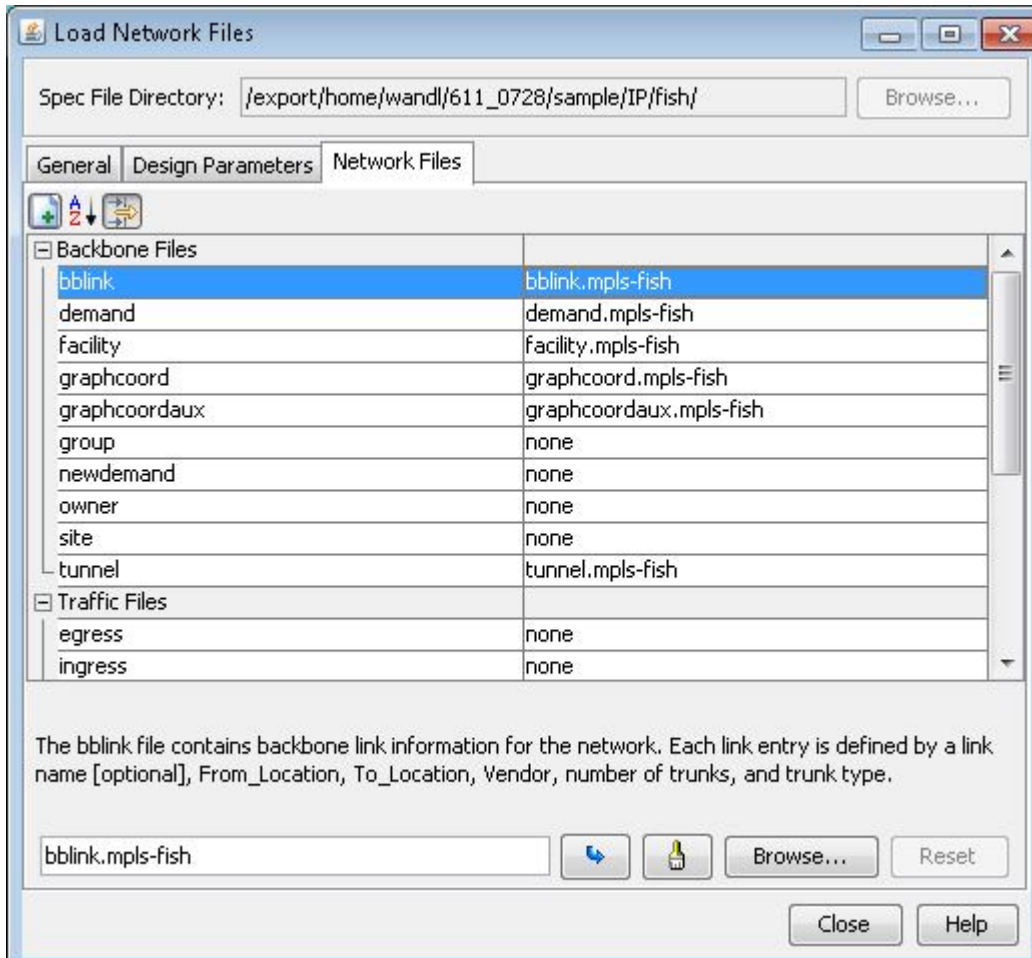 Load Network Files
Spec File Directory: /export/home/wandl/611_0728/sample/IP/fish/ Browse...
General Design Parameters Network Files
A
Z
Backbone Files
bblink bblink.mpls-fish
demand demand.mpls-fish
facility facility.mpls-fish
graphcoord graphcoord.mpls-fish
graphcoordaux graphcoordaux.mpls-fish
group none
newdemand none
owner none
site none
tunnel tunnel.mpls-fish
Traffic Files
egress none
ingress none
The bblink file contains backbone link information for the network. Each link entry is defined by a link
name [optional], From_Location, To_Location, Vendor, number of trunks, and trunk type.
bblink.mpls-fish Browse... Reset
Close Help